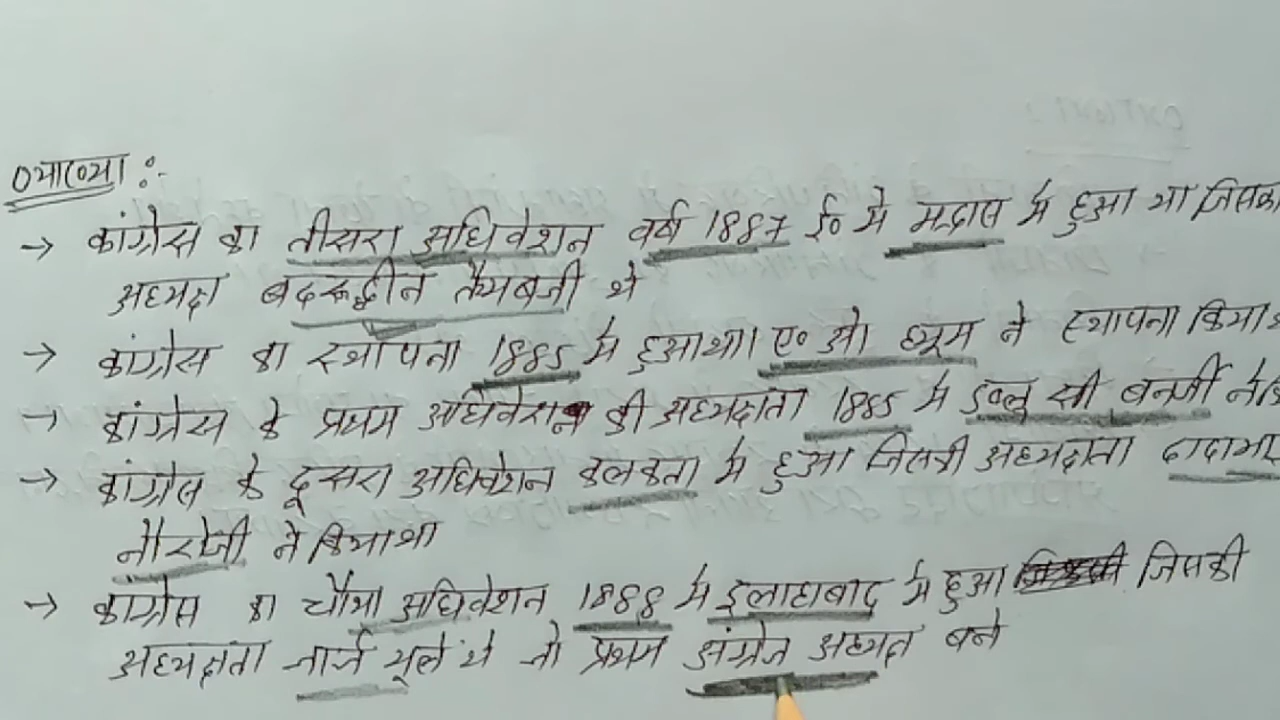 व्याख्या :-
→ कांग्रेस का तीसरा अधिवेशन वर्ष 1887 ई० मे मद्रास मे हुआ था जिसका
अध्यक्ष बदरूद्दीन तैयबजी थे
→ कांग्रेस का स्थापना 1885 मे हुआ था। ए० ओ० ह्यूम ने स्थापना किया
→ कांग्रेस के प्रथम अधिवेशन की अध्यक्षता 1885 मे डब्लू सी बनर्जी ने
→ कांग्रेस के दूसरा अधिवेशन कलकता मे हुआ जिसकी अध्यक्षता दादाभाई
नौरोजी ने किया था
→ कांग्रेस का चौथा अधिवेशन 1888 मे इलाहाबाद मे हुआ जिसकी
अध्यक्षता जार्ज यूले थे जो प्रथम अंग्रेज अध्यक्ष बने